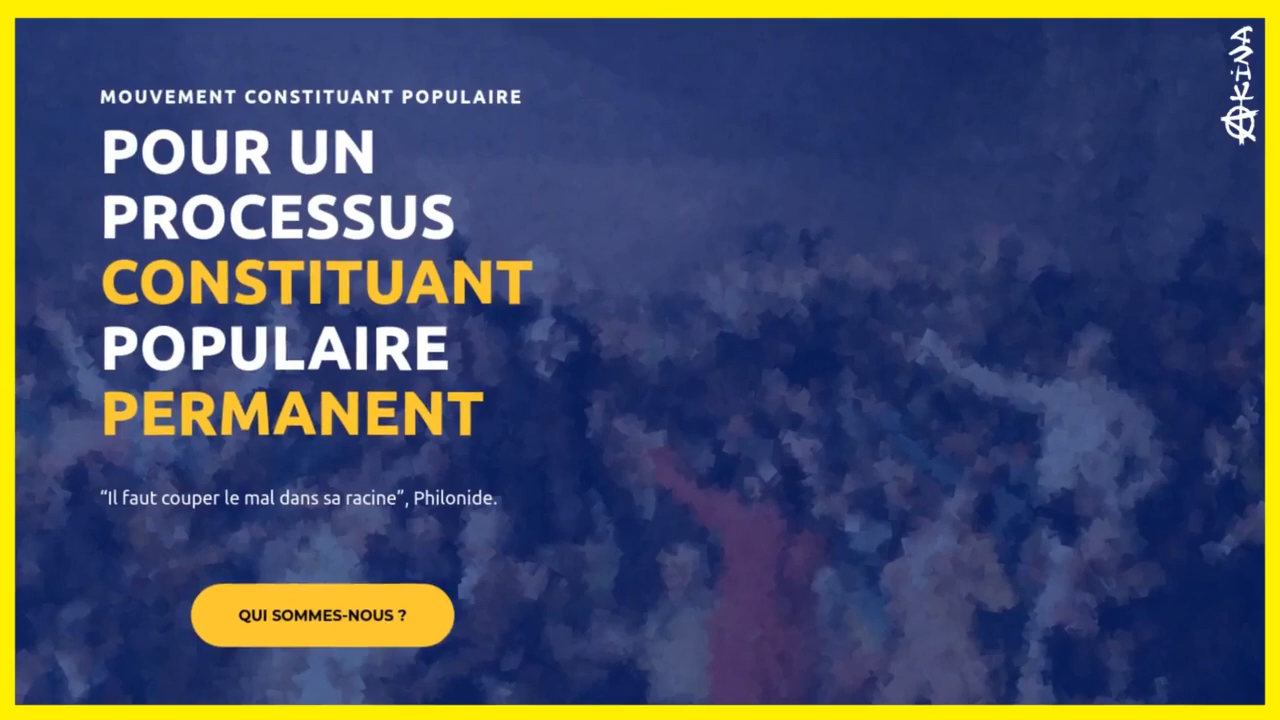 MOUVEMENT CONSTITUANT POPULAIRE
POUR UN
PROCESSUS
CONSTITUANT
POPULAIRE
PERMANENT
“Il faut couper le mal dans sa racine”, Philonide.
QUI SOMMES-NOUS ?
AKiNA